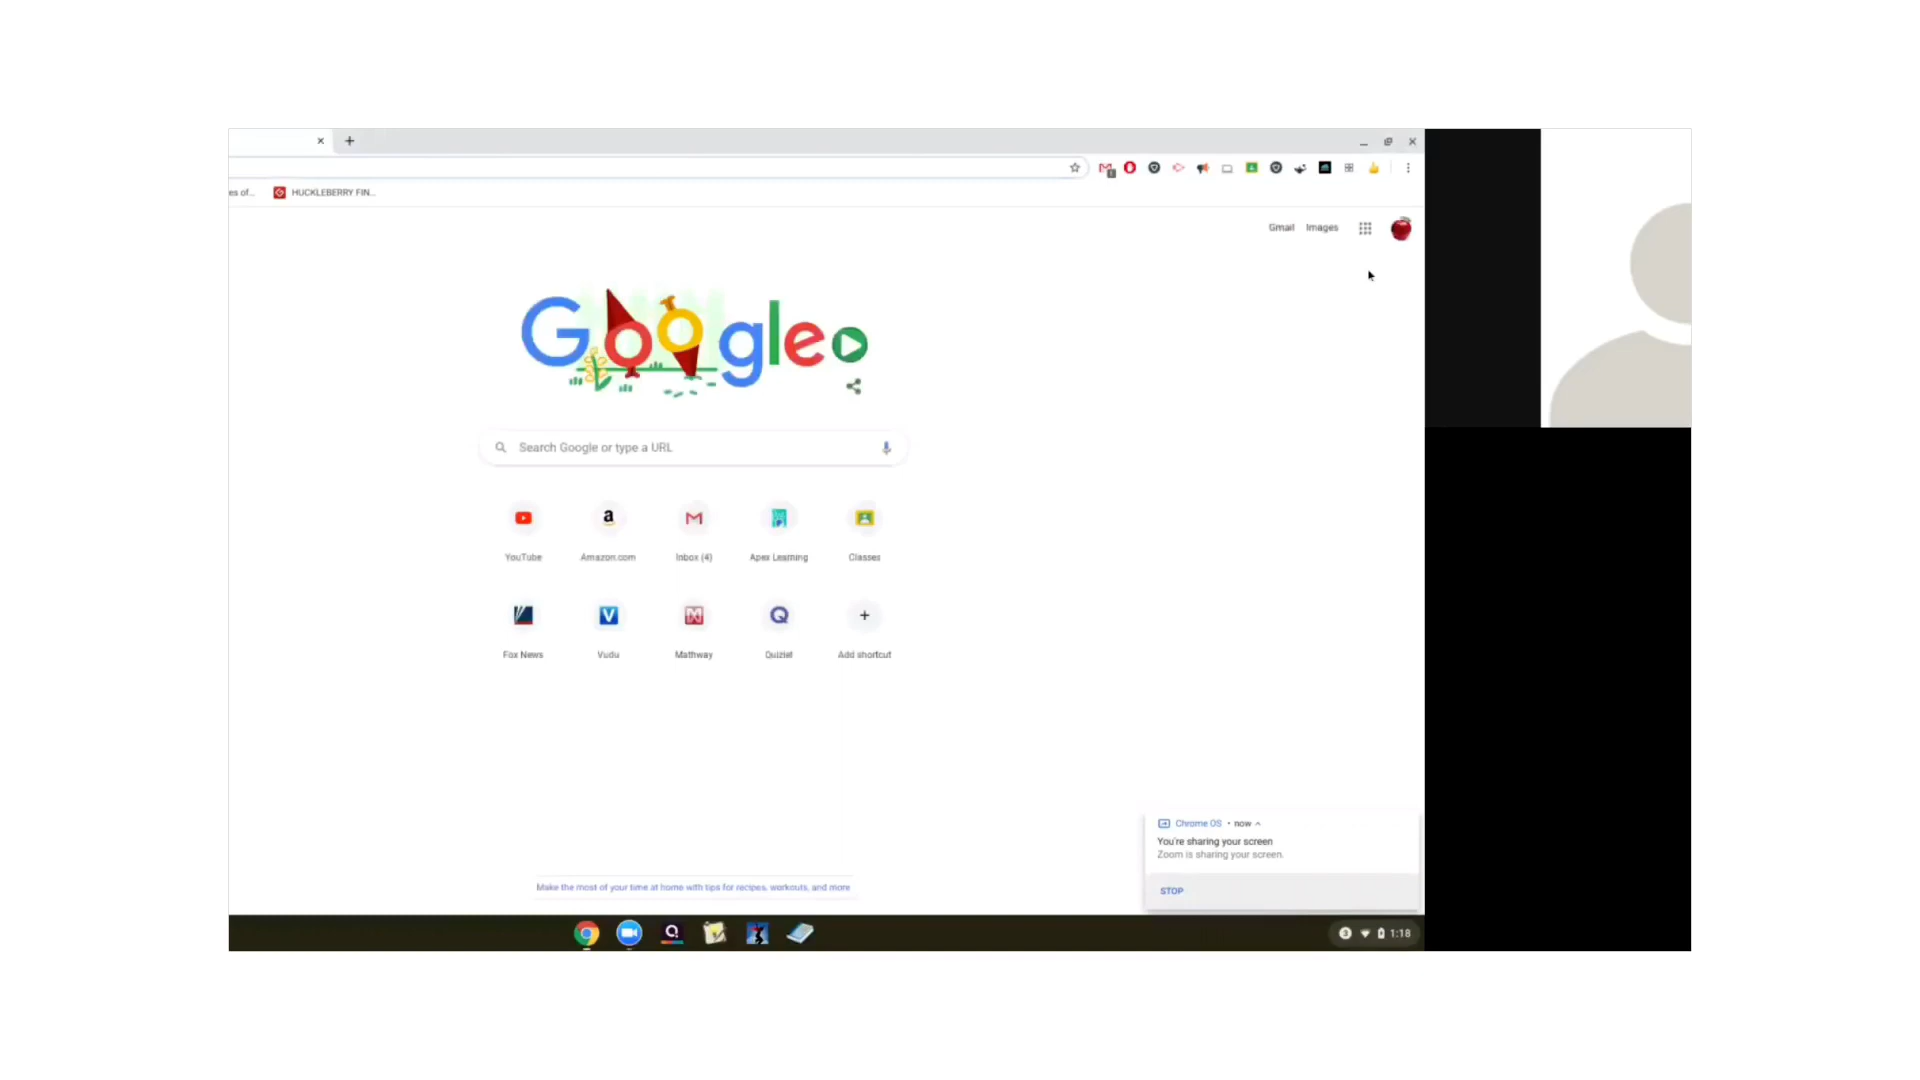 es of...
HUCKLEBERRY FIN...
Gmail Images
Google
Search Google or type a URL
YouTube
Amazon.com
Inbox (4)
Apex Learning
Classes
Fox News
Vudu
Mathway
Quizlet
Add shortcut
Chrome OS • now
You're sharing your screen
Zoom is sharing your screen.
STOP
Make the most of your time at home with tips for recipes, workouts, and more
1:18